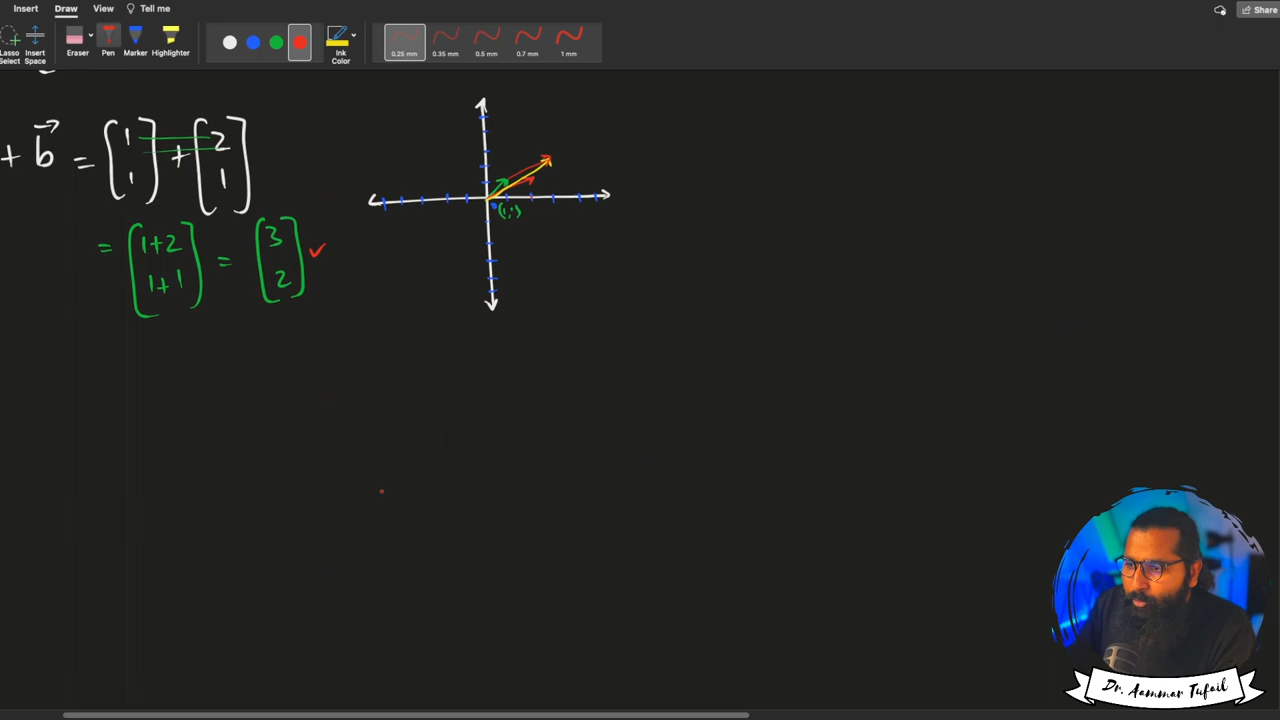 Insert Draw View Tell me
Share
Lasso Select
Insert Space
Eraser
Pen
Marker
Highlighter
Ink Color
0.25 mm
0.35 mm
0.5 mm
0.7 mm
1 mm
+ b⃗ = [1 1] + [2 1]
= [1+2 1+1] = [3 2] ✓
(1,1)
Dr. Aammar Tufail